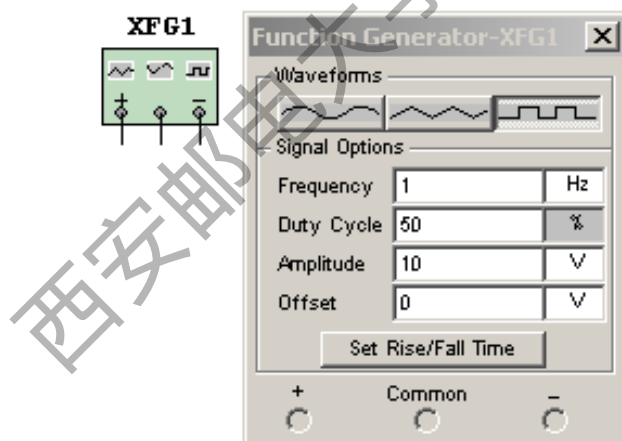 XFG1
+
–
Function Generator-XFG1
Waveforms
Signal Options
Frequency 1 Hz
Duty Cycle 50 %
Amplitude 10 V
Offset 0 V
Set Rise/Fall Time
+ Common –
西安邮电大学